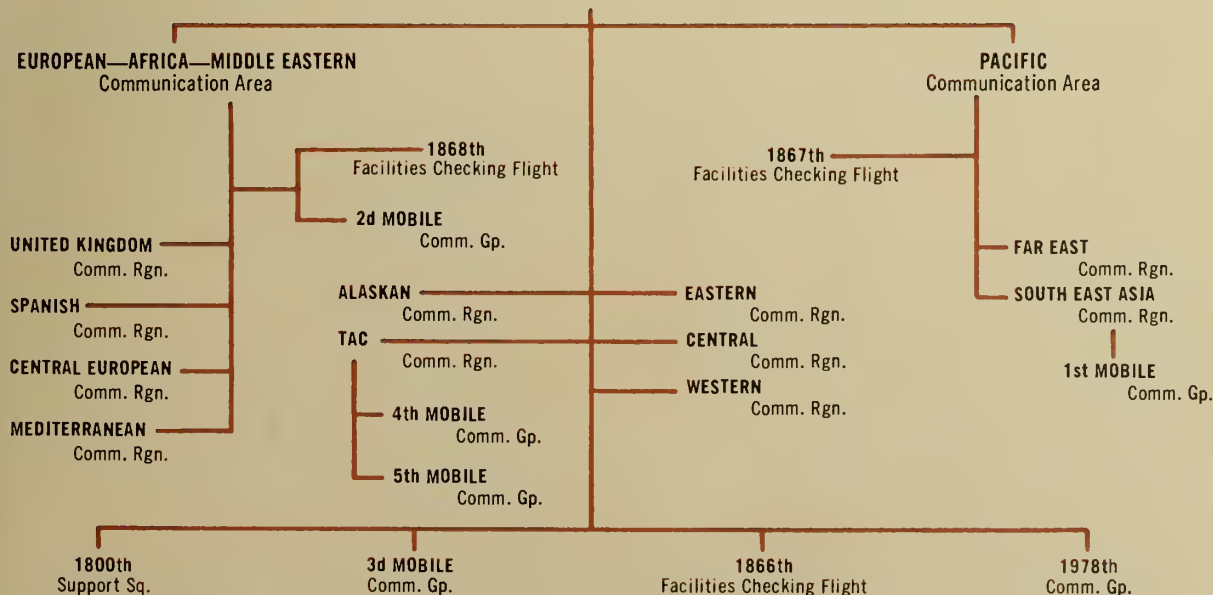 EUROPEAN—AFRICA—MIDDLE EASTERN
Communication Area
PACIFIC
Communication Area
1868th
Facilities Checking Flight
2d MOBILE
Comm. Gp.
UNITED KINGDOM
Comm. Rgn.
SPANISH
Comm. Rgn.
CENTRAL EUROPEAN
Comm. Rgn.
MEDITERRANEAN
Comm. Rgn.
ALASKAN
Comm. Rgn.
TAC
Comm. Rgn.
4th MOBILE
Comm. Gp.
5th MOBILE
Comm. Gp.
EASTERN
Comm. Rgn.
CENTRAL
Comm. Rgn.
WESTERN
Comm. Rgn.
1867th
Facilities Checking Flight
FAR EAST
Comm. Rgn.
SOUTH EAST ASIA
Comm. Rgn.
1st MOBILE
Comm. Gp.
1800th
Support Sq.
3d MOBILE
Comm. Gp.
1866th
Facilities Checking Flight
1978th
Comm. Gp.